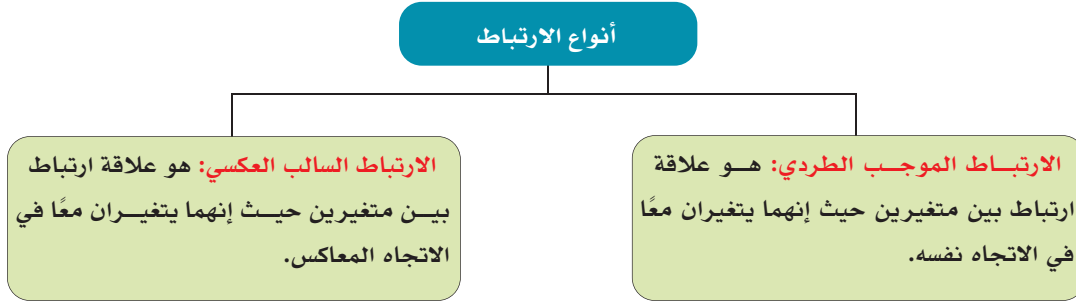 أنواع الارتباط
الارتباط الموجب الطردي: هو علاقة
ارتباط بين متغيرين حيث إنهما يتغيران معًا
في الاتجاه نفسه.
الارتباط السالب العكسي: هو علاقة ارتباط
بين متغيرين حيث إنهما يتغيران معًا في
الاتجاه المعاكس.